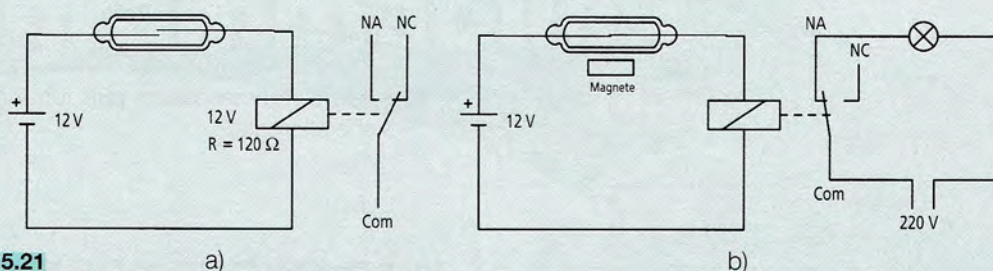 NA NC
+
12 V
12 V
R = 120 Ω
Com
5.21
a)
Magnete
+
12 V
NA
NC
Com
220 V
b)